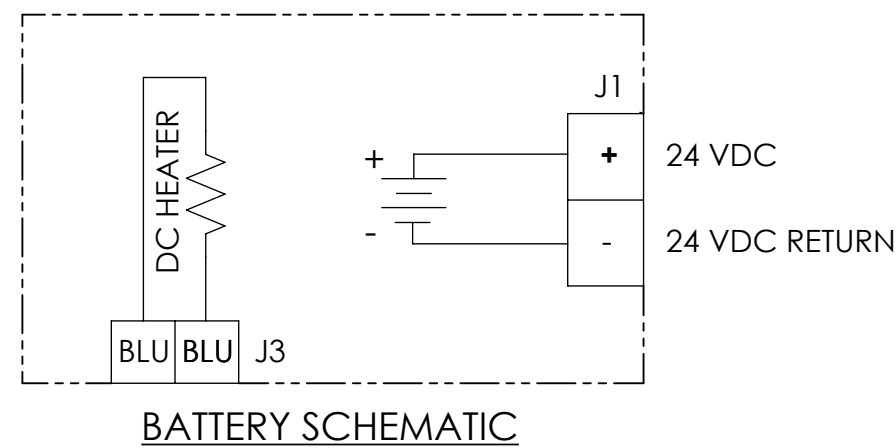 J1
+
+
24 VDC
DC HEATER
-
-
24 VDC RETURN
BLU
BLU
J3
BATTERY SCHEMATIC